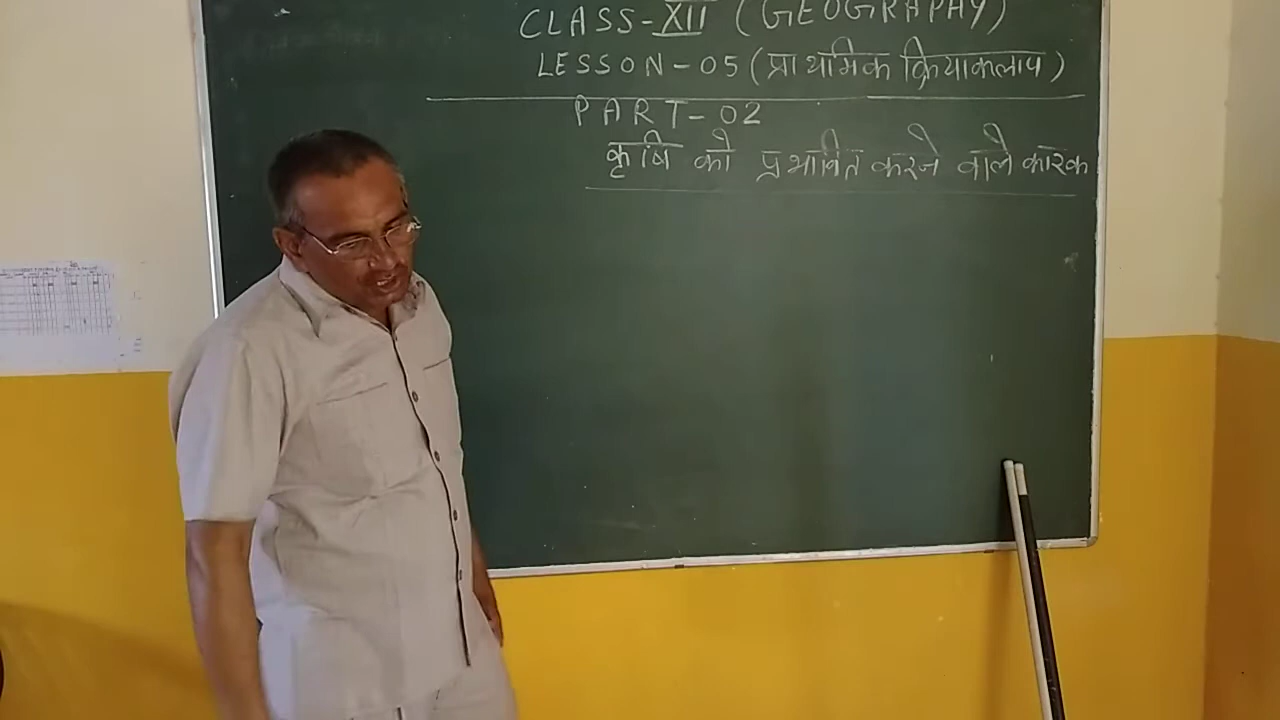 CLASS-XII (GEOGRAPHY)
LESSON-05 (प्राथमिक क्रियाकलाप)
PART-02
कृषि को प्रभावित करने वाले कारक